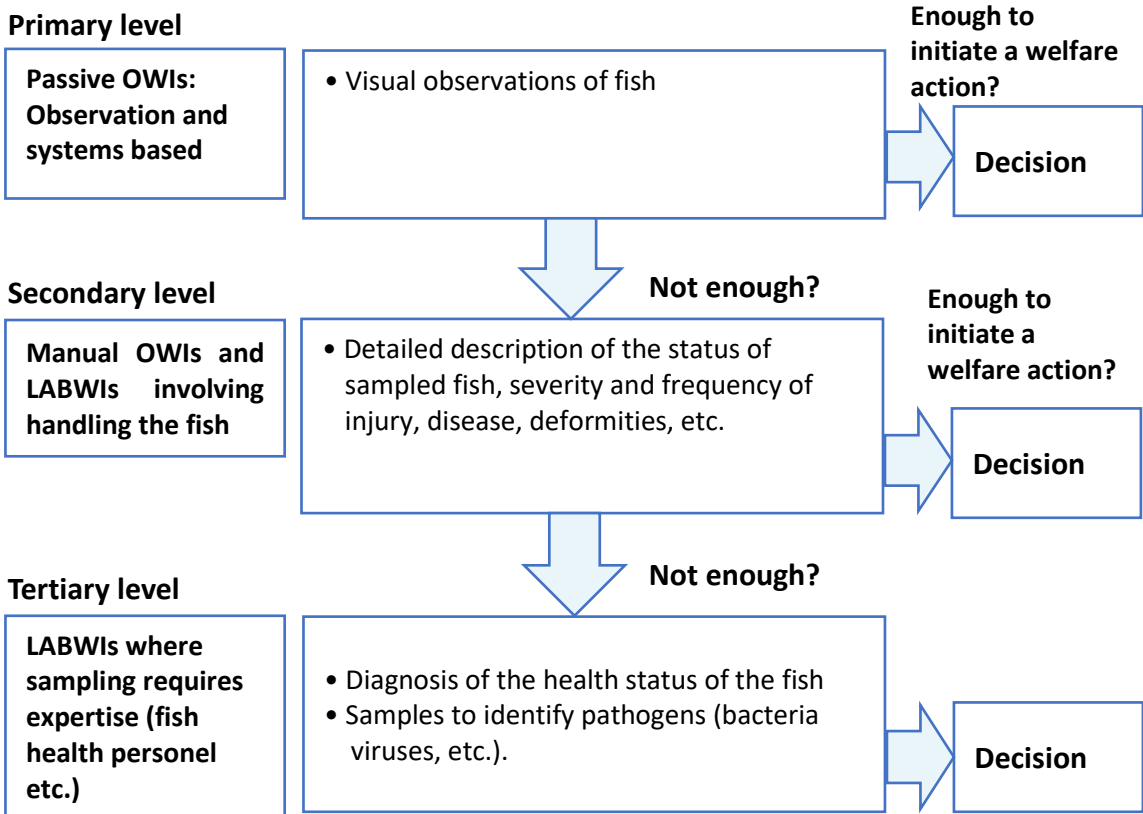 Primary level
Passive OWIs:
Observation and
systems based
• Visual observations of fish
Enough to
initiate a welfare
action?
Decision
Not enough?
Secondary level
Manual OWIs and
LABWIs involving
handling the fish
• Detailed description of the status of
sampled fish, severity and frequency of
injury, disease, deformities, etc.
Enough to
initiate a
welfare action?
Decision
Not enough?
Tertiary level
LABWIs where
sampling requires
expertise (fish
health personel
etc.)
• Diagnosis of the health status of the fish
• Samples to identify pathogens (bacteria
viruses, etc.).
Decision